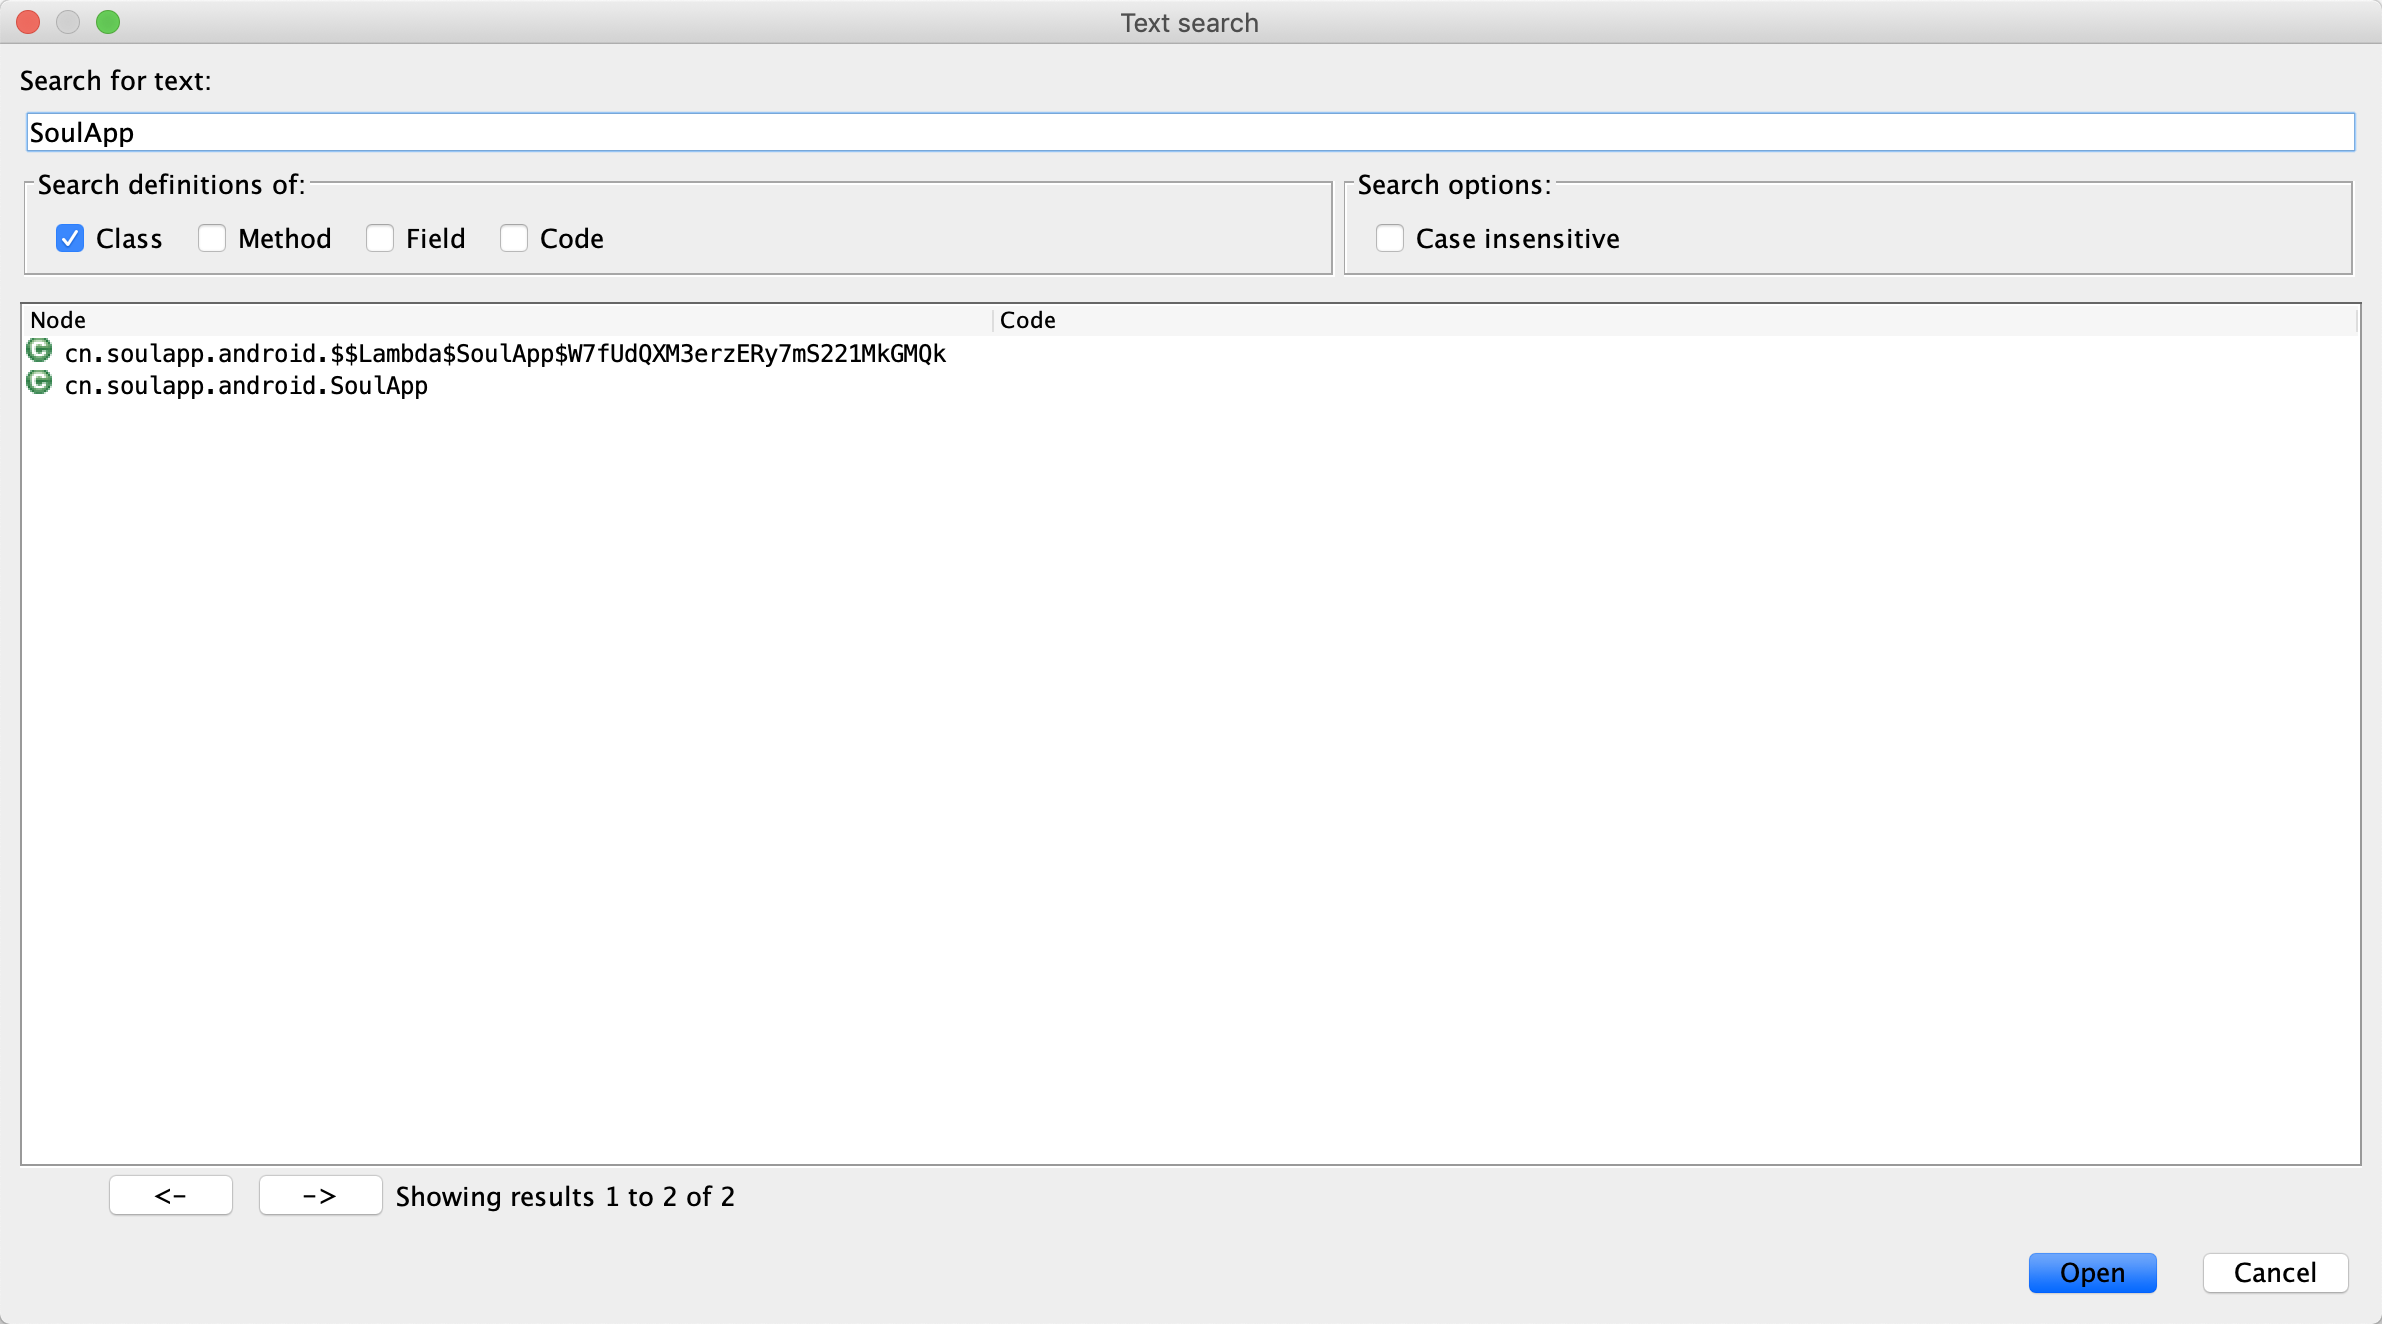 Text search
Search for text:
SoulApp
Search definitions of: Search options:
Class Method Field Code Case insensitive
Node Code
cn.soulapp.android.$$Lambda$SoulApp$W7fUdQXM3erzERy7mS221MkGMQk
cn.soulapp.android.SoulApp
<- -> Showing results 1 to 2 of 2
Open Cancel